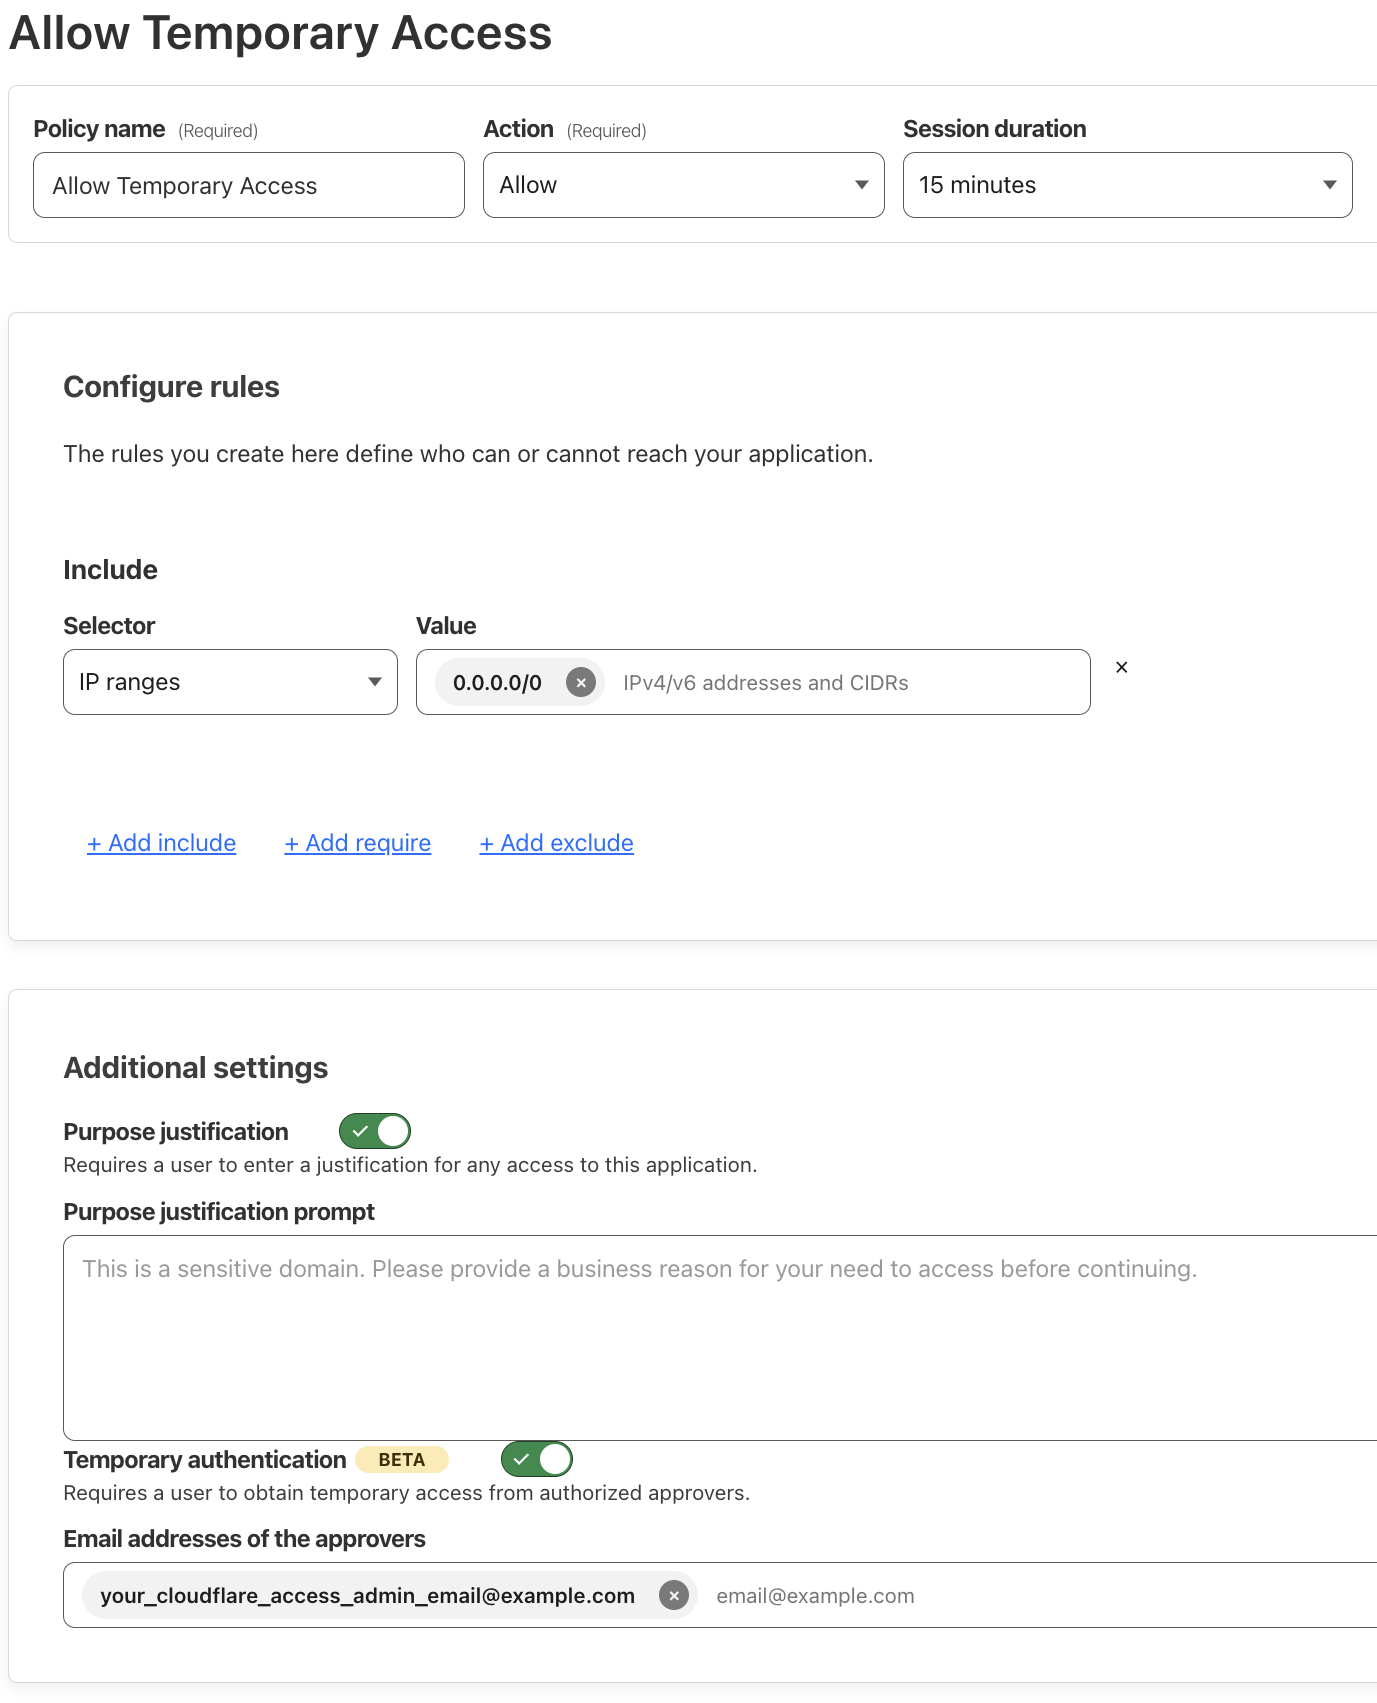 Allow Temporary Access
Policy name (Required)
Action (Required)
Session duration
Allow Temporary Access
Allow
15 minutes
Configure rules
The rules you create here define who can or cannot reach your application.
Include
Selector
Value
IP ranges
0.0.0.0/0
IPv4/v6 addresses and CIDRs
+ Add include
+ Add require
+ Add exclude
Additional settings
Purpose justification
Requires a user to enter a justification for any access to this application.
Purpose justification prompt
This is a sensitive domain. Please provide a business reason for your need to access before continuing.
Temporary authentication BETA
Requires a user to obtain temporary access from authorized approvers.
Email addresses of the approvers
your_cloudflare_access_admin_email@example.com
email@example.com